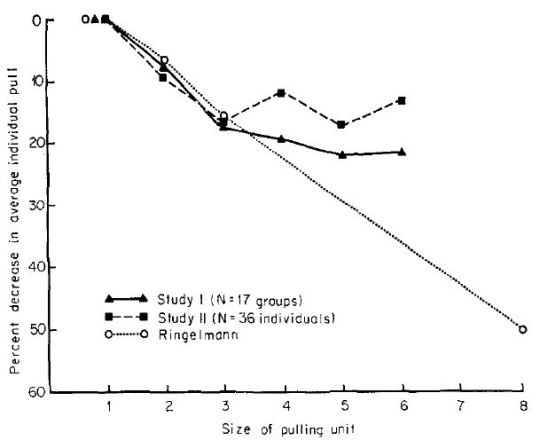 0
10
20
30
40
50
60
Percent decrease in average individual pull
Study I (N=17 groups)
Study II (N=36 individuals)
Ringelmann
1 2 3 4 5 6 7 8
Size of pulling unit